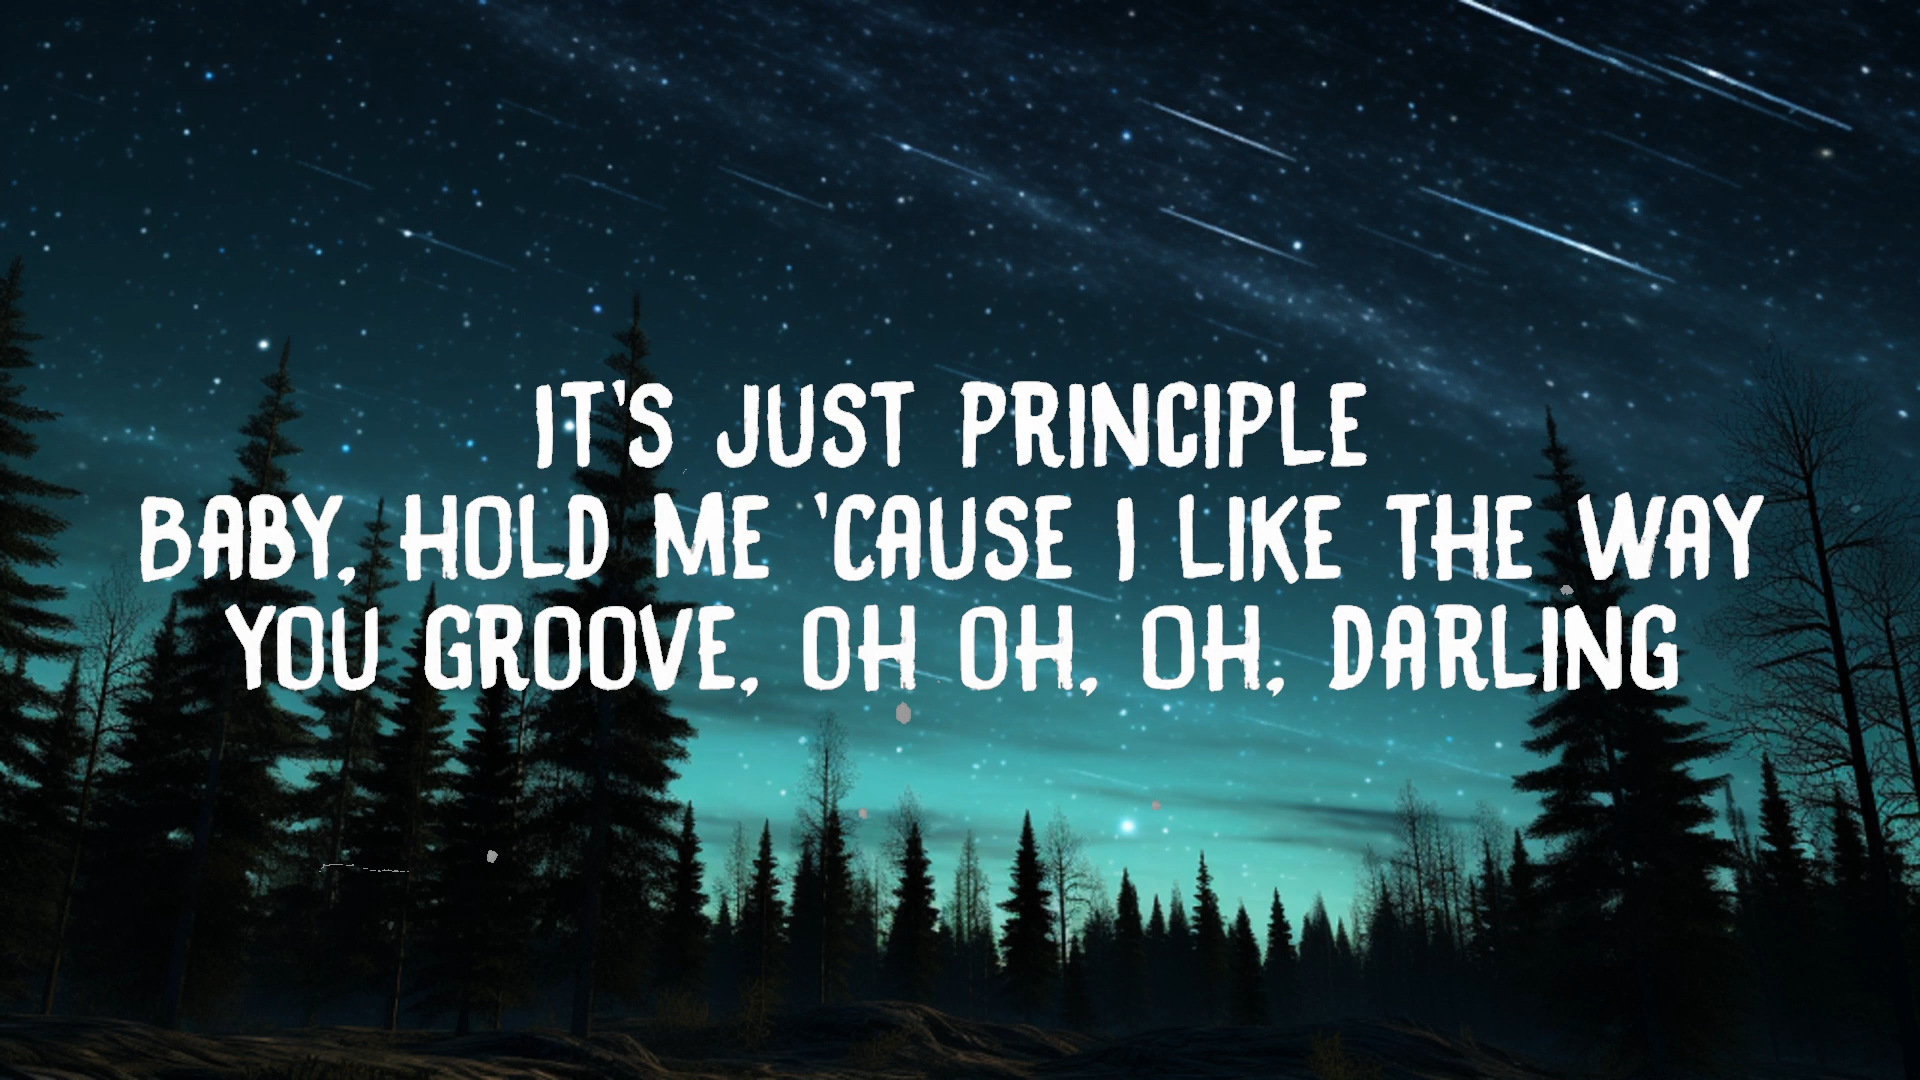 IT'S JUST PRINCIPLE
BABY, HOLD ME 'CAUSE I LIKE THE WAY
YOU GROOVE, OH OH, OH, DARLING